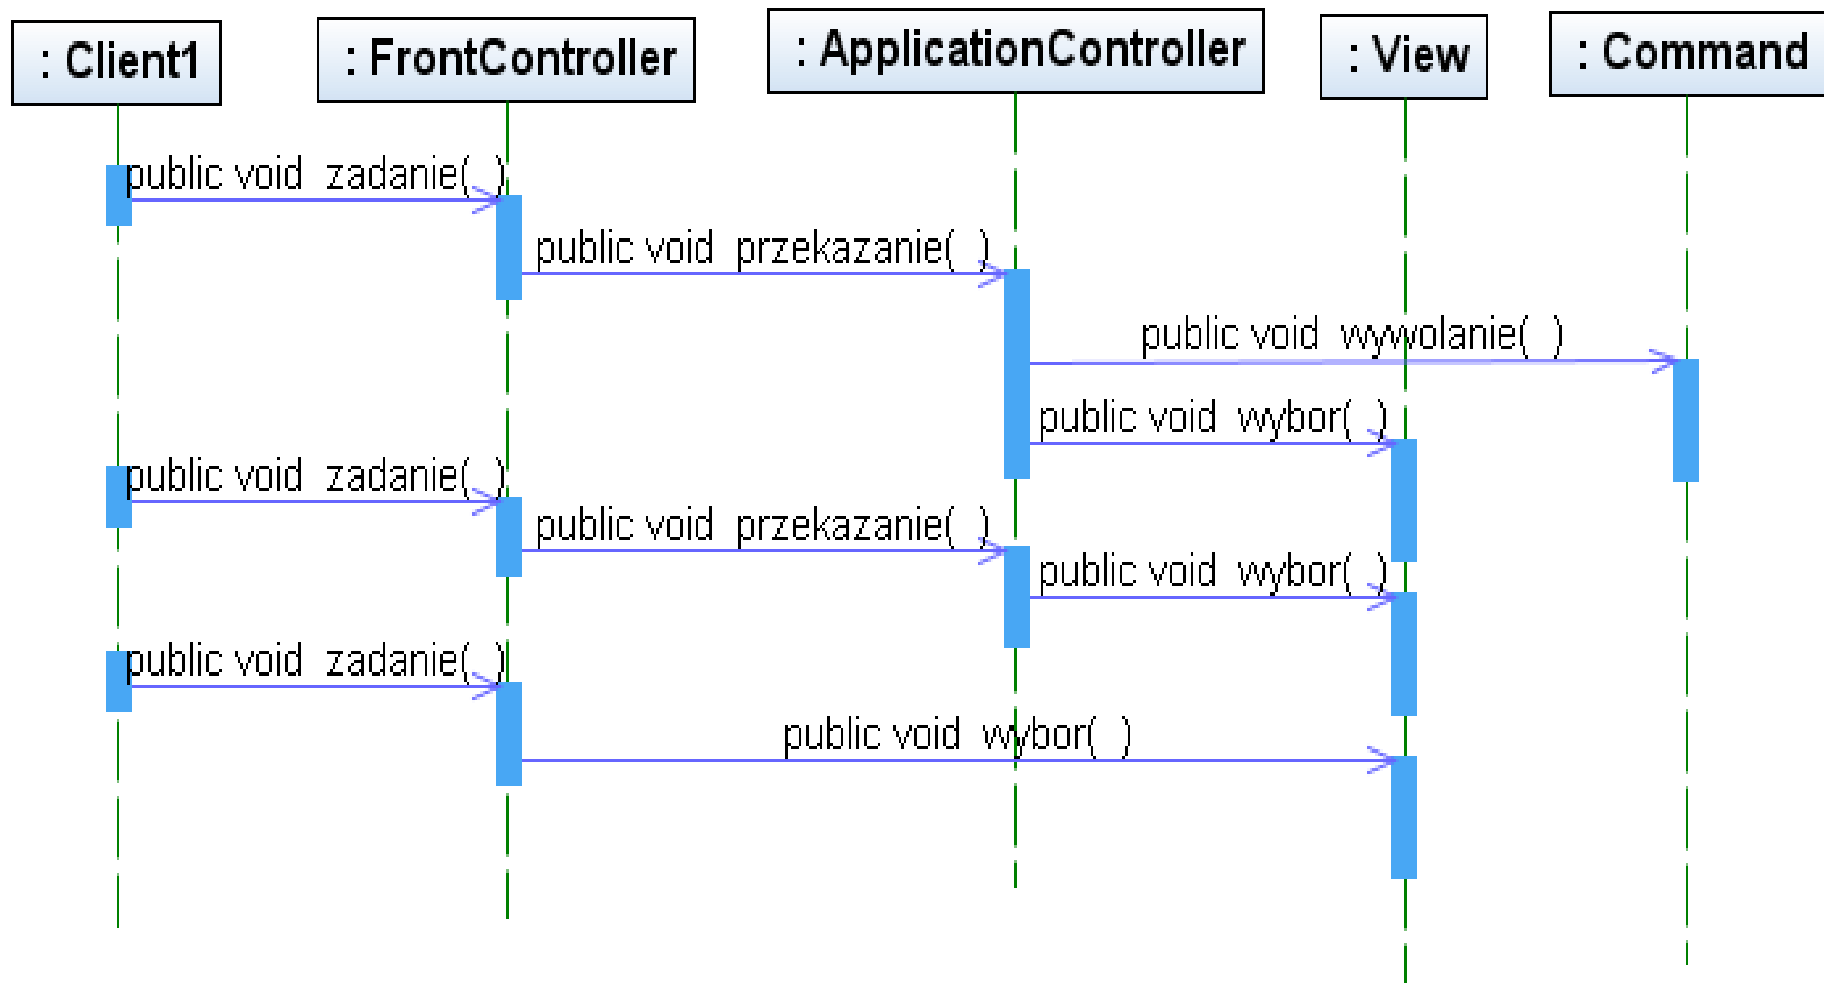 : Client1
: FrontController
: ApplicationController
: View
: Command
public void zadanie( )
public void przekazanie( )
public void wywolanie( )
public void wybor( )
public void zadanie( )
public void przekazanie( )
public void wybor( )
public void zadanie( )
public void wybor( )